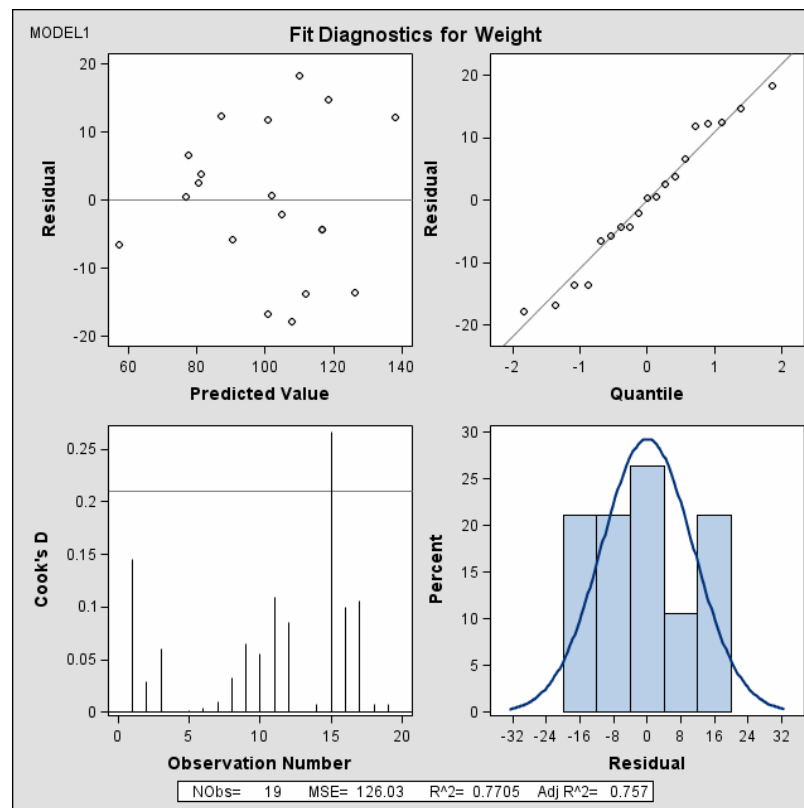 MODEL1
Fit Diagnostics for Weight
20
10
0
-10
-20
Residual
60 80 100 120 140
Predicted Value
20
10
0
-10
-20
Residual
-2 -1 0 1 2
Quantile
0.25
0.2
0.15
0.1
0.05
0
Cook's D
0 5 10 15 20
Observation Number
30
25
20
15
10
5
0
Percent
-32 -24 -16 -8 0 8 16 24 32
Residual
NObs= 19 MSE= 126.03 R^2= 0.7705 Adj R^2= 0.757